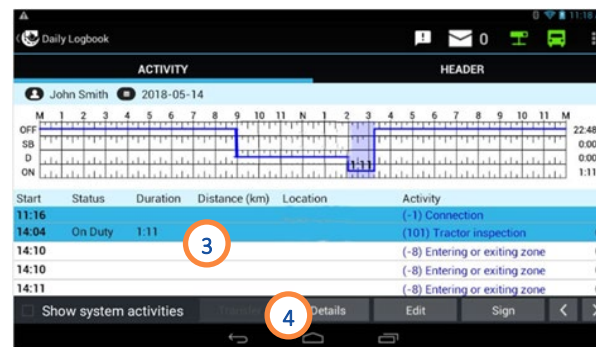 0 11:18
Daily Logbook 0
ACTIVITY HEADER
John Smith 2018-05-14
M 1 2 3 4 5 6 7 8 9 10 11 N 1 2 3 4 5 6 7 8 9 10 11 M
OFF 22:48
SB 0:00
D 0:00
ON 1:11 1:11
Start Status Duration Distance (km) Location Activity
11:16 (-1) Connection
14:04 On Duty 1:11 (101) Tractor inspection
3
14:10 (-8) Entering or exiting zone
14:10 (-8) Entering or exiting zone
14:11 (-8) Entering or exiting zone
Show system activities 4 Details Edit Sign < >